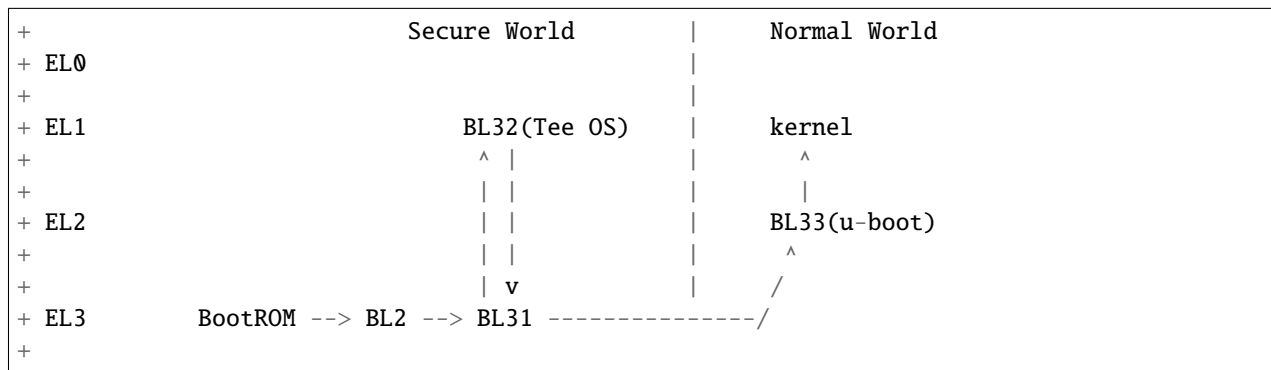 +                           Secure World        |     Normal World
+ EL0                                           |
+                                               |
+ EL1                           BL32(Tee OS)    |     kernel
+                                ^ |            |       ^
+                                | |            |       |
+ EL2                            | |            |     BL33(u-boot)
+                                | |            |      ^
+                                | v            |     /
+ EL3        BootROM --> BL2 --> BL31 ---------------/
+